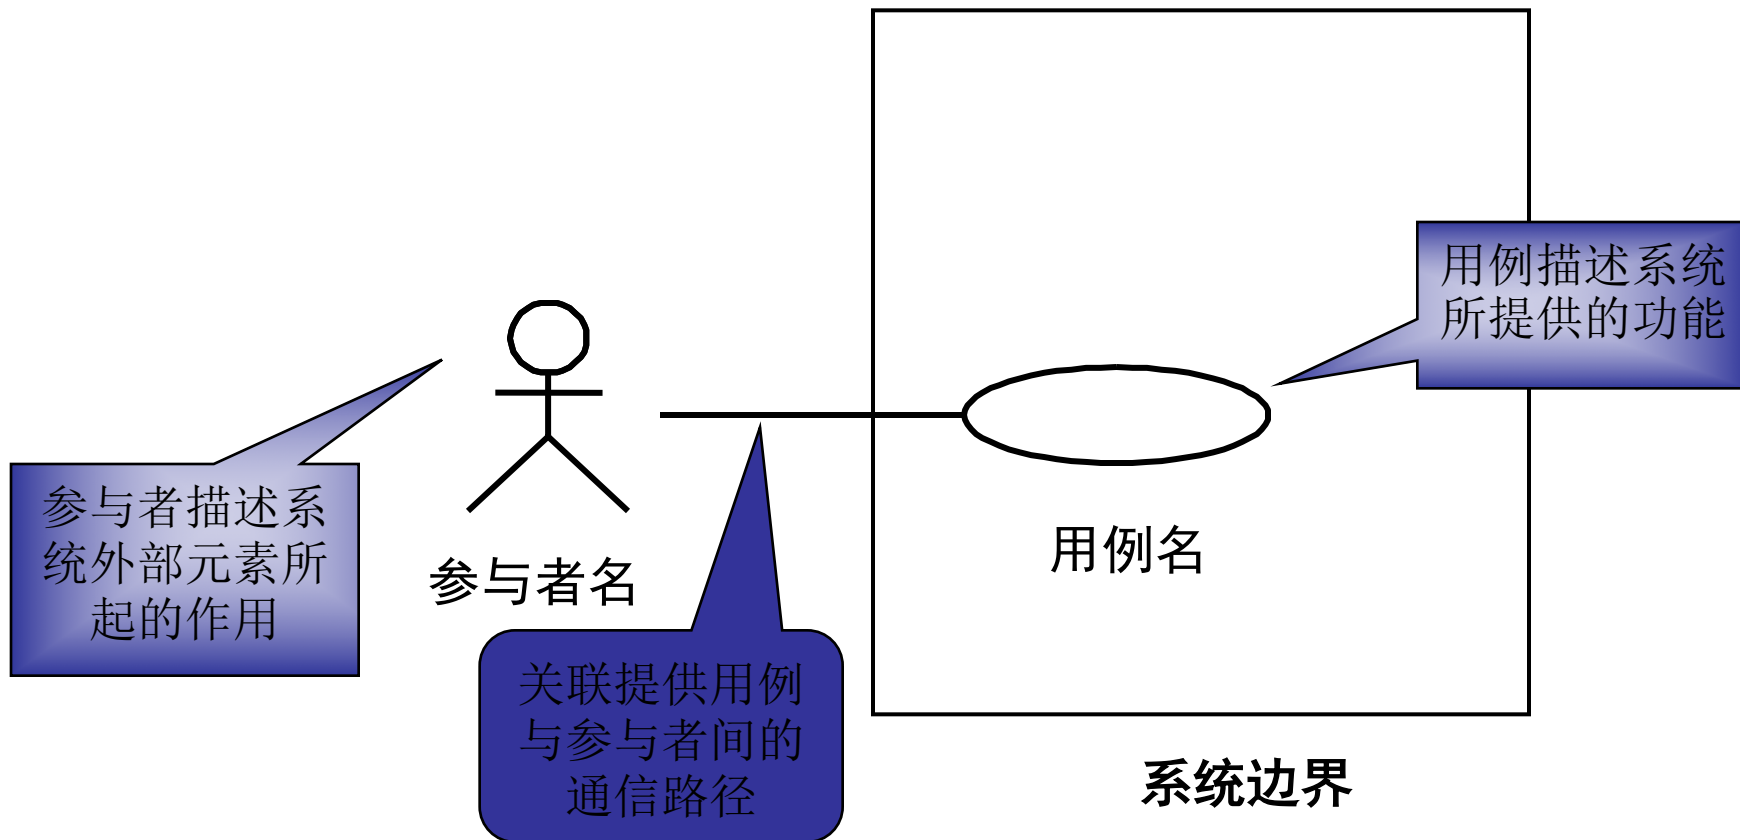 用例描述系统
所提供的功能
参与者描述系
统外部元素所
起的作用
参与者名
用例名
关联提供用例
与参与者间的
通信路径
系统边界